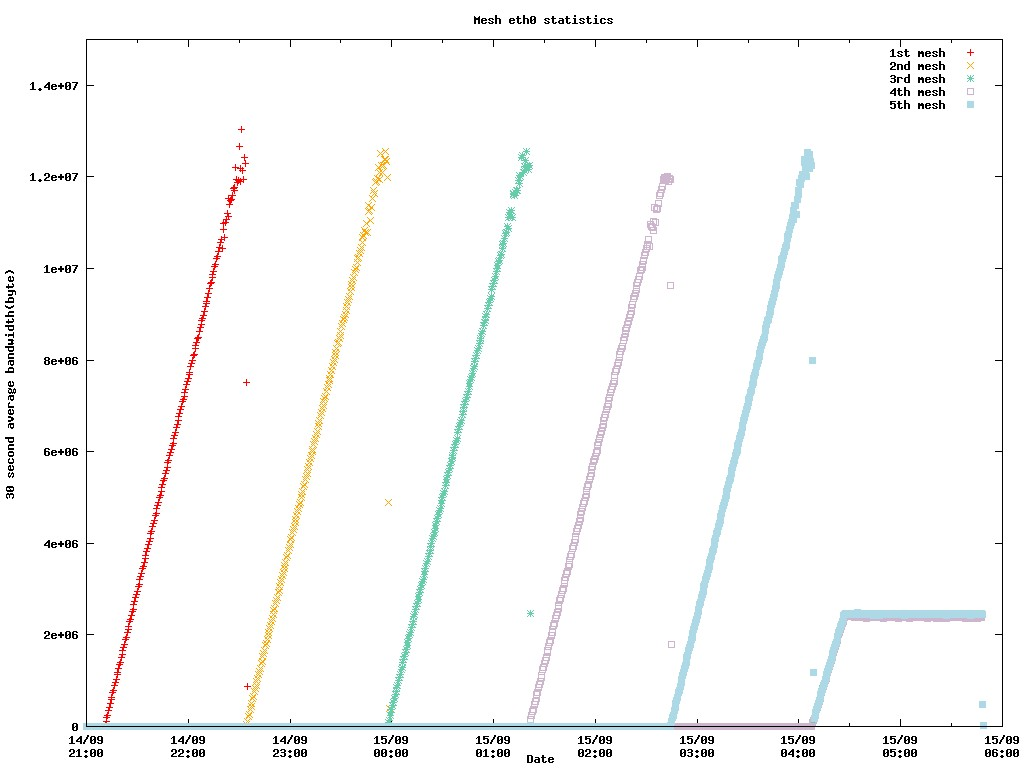 Mesh eth0 statistics
1st mesh
2nd mesh
3rd mesh
4th mesh
5th mesh
1.4e+07
1.2e+07
1e+07
8e+06
6e+06
4e+06
2e+06
0
30 second average bandwidth(byte)
14/09 14/09 14/09 15/09 15/09 15/09 15/09 15/09 15/09 15/09
21:00 22:00 23:00 00:00 01:00 02:00 03:00 04:00 05:00 06:00
Date